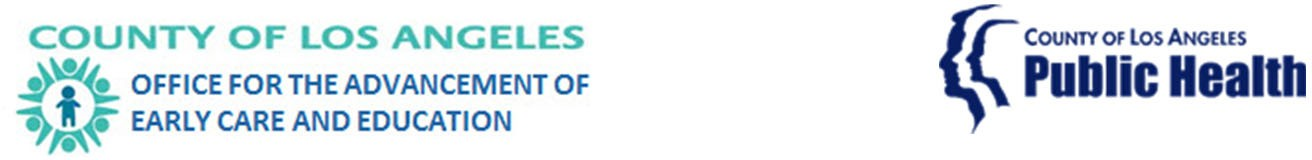 COUNTY OF LOS ANGELES
OFFICE FOR THE ADVANCEMENT OF
EARLY CARE AND EDUCATION
COUNTY OF LOS ANGELES
Public Health